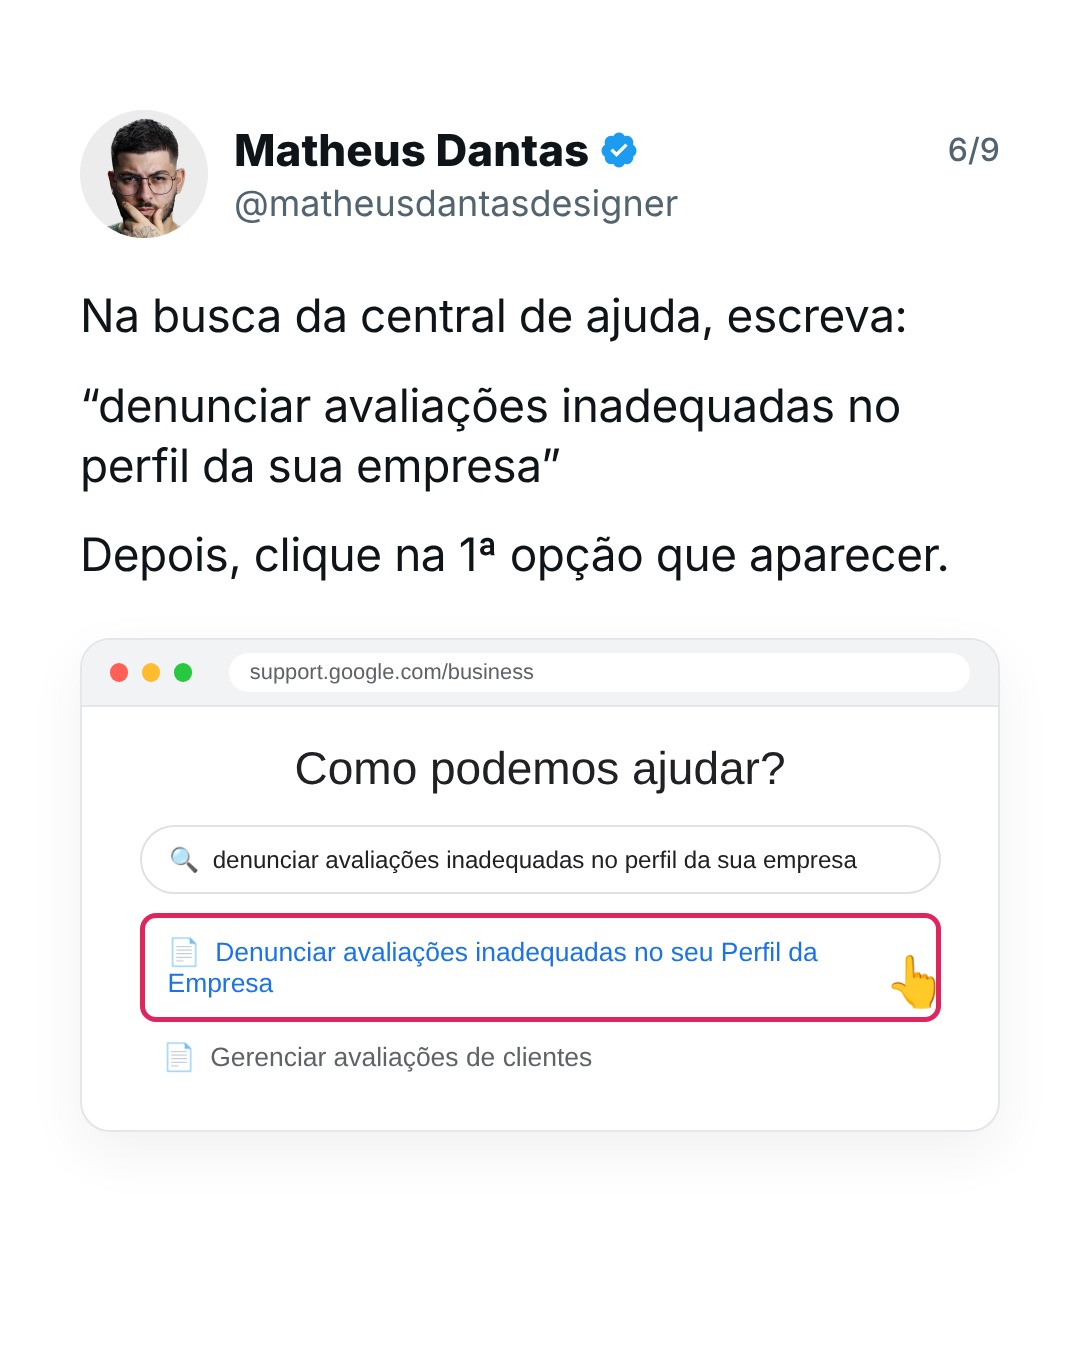 Matheus Dantas
6/9
@matheusdantasdesigner
Na busca da central de ajuda, escreva:
“denunciar avaliações inadequadas no
perfil da sua empresa”
Depois, clique na 1ª opção que aparecer.
support.google.com/business
Como podemos ajudar?
denunciar avaliações inadequadas no perfil da sua empresa
Denunciar avaliações inadequadas no seu Perfil da
Empresa
Gerenciar avaliações de clientes